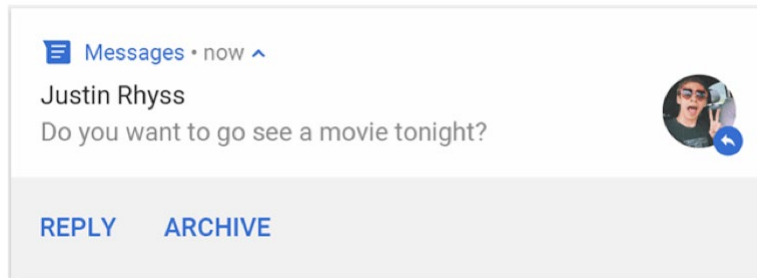 Messages • now
Justin Rhyss
Do you want to go see a movie tonight?
REPLY ARCHIVE